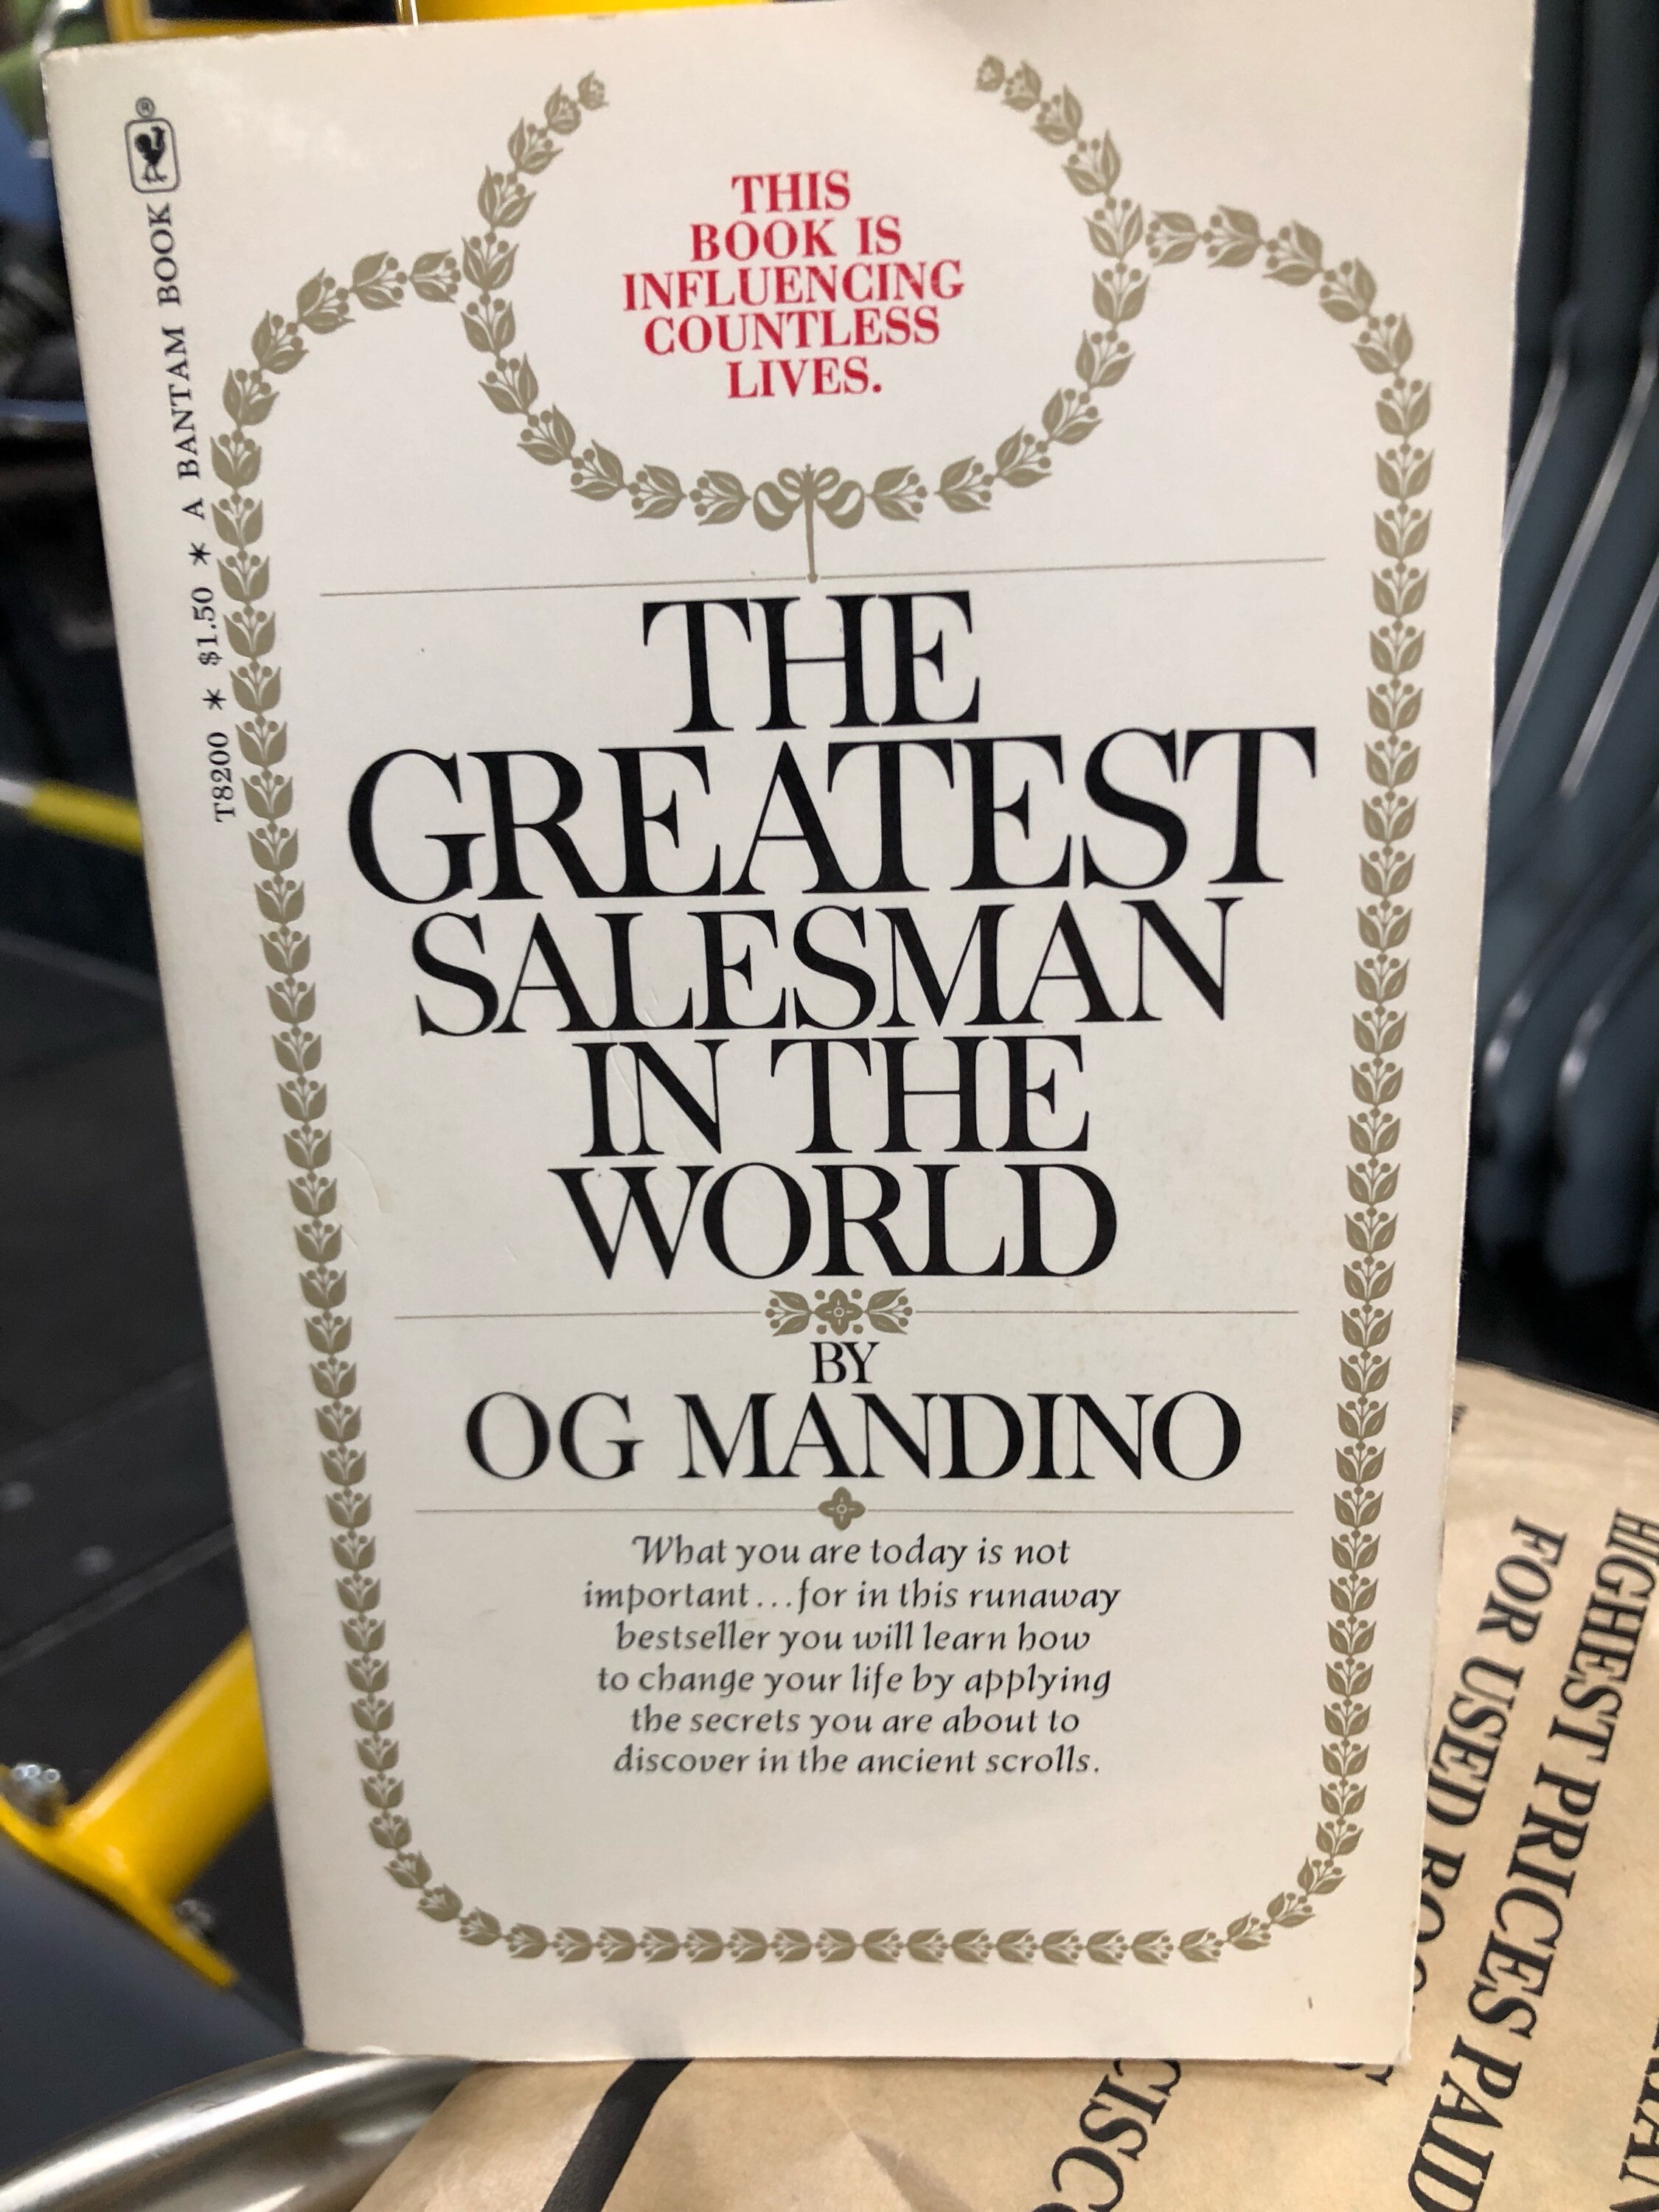 T8200 * $1.50 * A BANTAM BOOK ®
THIS
BOOK IS
INFLUENCING
COUNTLESS
LIVES.
THE
GREATEST
SALESMAN
IN THE
WORLD
BY
OG MANDINO
What you are today is not
important...for in this runaway
bestseller you will learn how
to change your life by applying
the secrets you are about to
discover in the ancient scrolls.
HIGHEST PRICES PAID
FOR USED